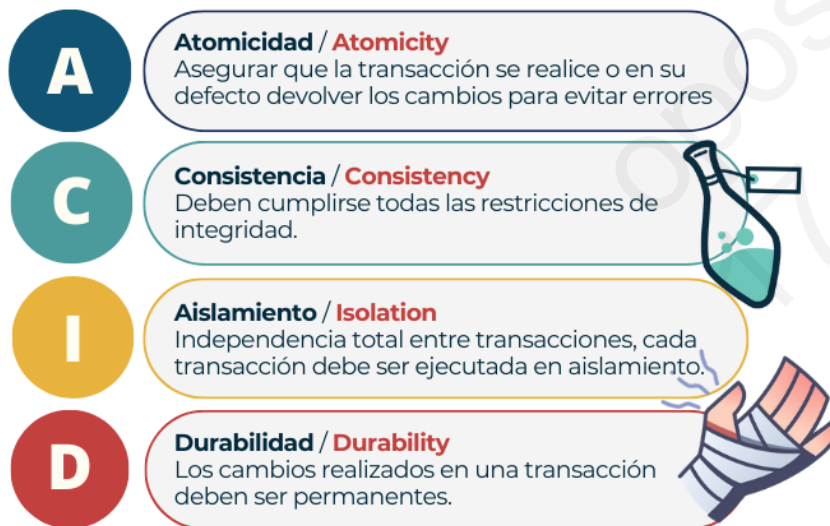 A
Atomicidad / Atomicity
Asegurar que la transacción se realice o en su
defecto devolver los cambios para evitar errores
C
Consistencia / Consistency
Deben cumplirse todas las restricciones de
integridad.
I
Aislamiento / Isolation
Independencia total entre transacciones, cada
transacción debe ser ejecutada en aislamiento.
D
Durabilidad / Durability
Los cambios realizados en una transacción
deben ser permanentes.